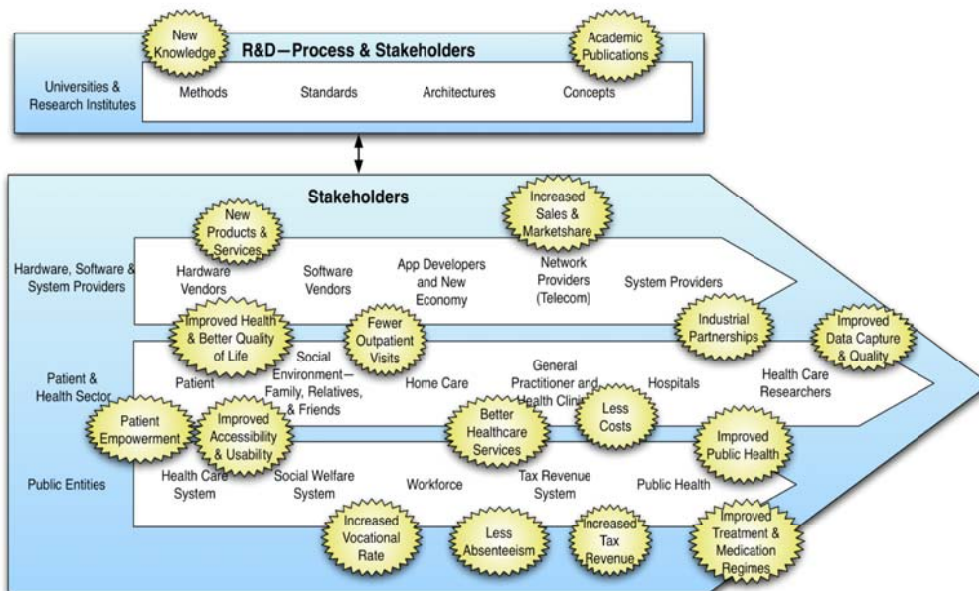 New
Knowledge
R&D—Process & Stakeholders
Academic
Publications
Universities &
Research Institutes
Methods
Standards
Architectures
Concepts
Stakeholders
New
Products &
Services
Increased
Sales &
Marketshare
Hardware, Software &
System Providers
Hardware
Vendors
Software
Vendors
App Developers
and New
Economy
Network
Providers
(Telecom)
System Providers
Improved Health
& Better Quality
of Life
Fewer
Outpatient
Visits
Industrial
Partnerships
Improved
Data Capture
& Quality
Patient &
Health Sector
Patient
Social
Environment—
Family, Relatives,
& Friends
Home Care
General
Practitioner and
Health
Hospitals
Health Care
Researchers
Patient
Empowerment
Improved
Accessibility
& Usability
Better
Healthcare
Services
Less
Costs
Improved
Public Health
Public Entities
Health Care
System
Social Welfare
System
Workforce
Tax Revenue
System
Public Health
Increased
Vocational
Rate
Less
Absenteeism
Increased
Tax
Revenue
Improved
Treatment &
Medication
Regimes